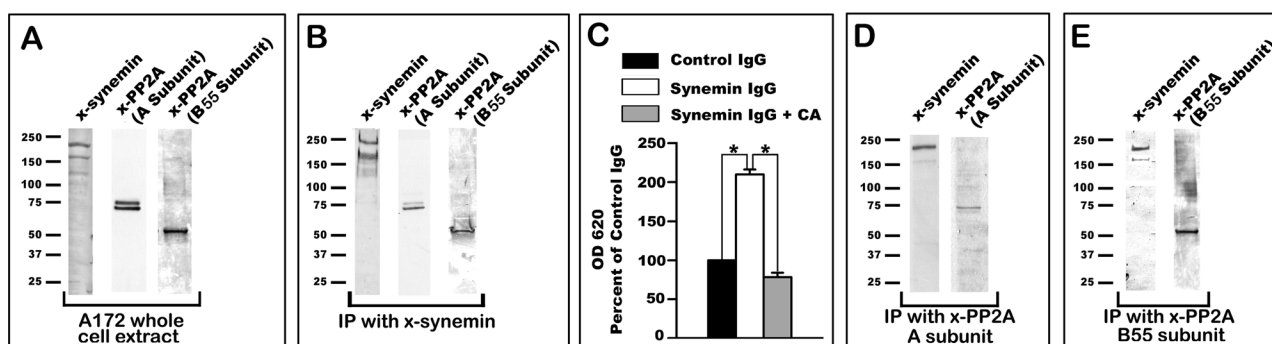 A
x-synemin
x-PP2A
(A Subunit)
x-PP2A
(B55 Subunit)
250
150
100
75
50
37
25
A172 whole
cell extract
B
x-synemin
x-PP2A
(A Subunit)
x-PP2A
(B55 Subunit)
250
150
100
75
50
37
25
IP with x-synemin
C
Control IgG
Synemin IgG
Synemin IgG + CA
OD 620
Percent of Control IgG
250
200
150
100
50
0
* *
D
x-synemin
x-PP2A
(A Subunit)
250
150
100
75
50
37
25
IP with x-PP2A
A subunit
E
x-synemin
x-PP2A
(B55 Subunit)
250
150
100
75
50
37
25
IP with x-PP2A
B55 subunit